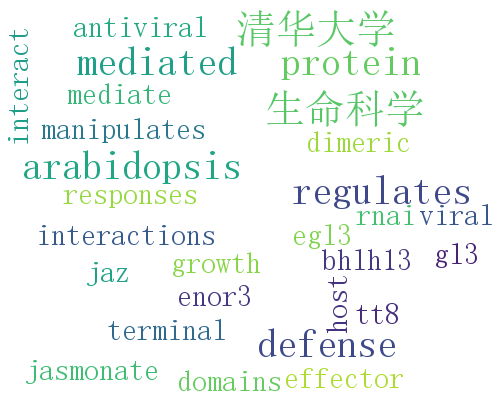 antiviral
清华大学
interact
mediated
protein
mediate
生命科学
manipulates
dimeric
arabidopsis
responses
regulates
rnai
viral
interactions
egl3
bhlh13
gl3
jaz
growth
enor3
host
tt8
terminal
defense
jasmonate
domains
effector